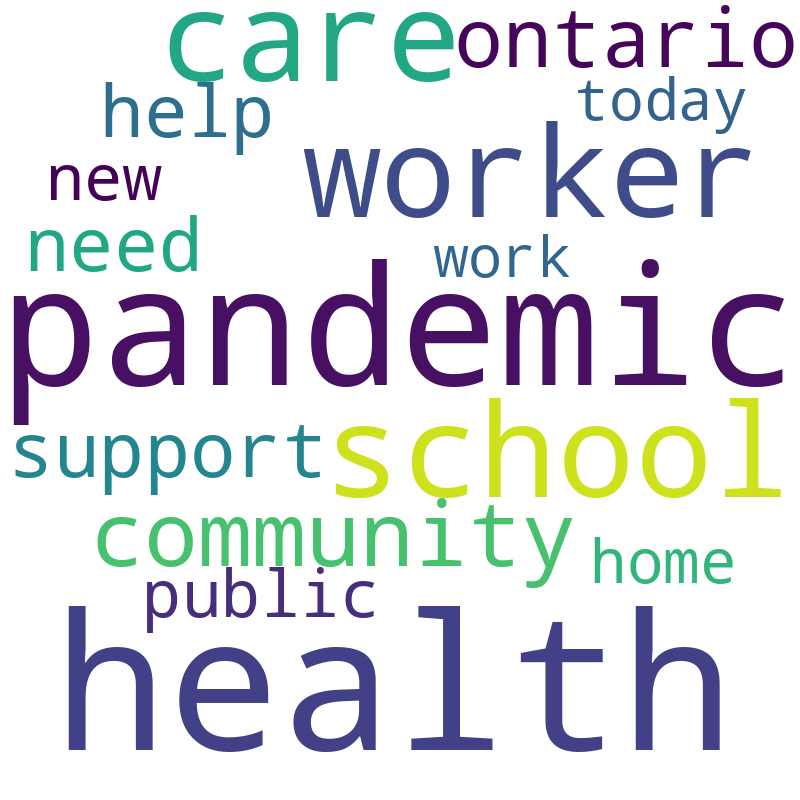 care ontario
help today
new worker
need work
pandemic
support school
community home
public
health